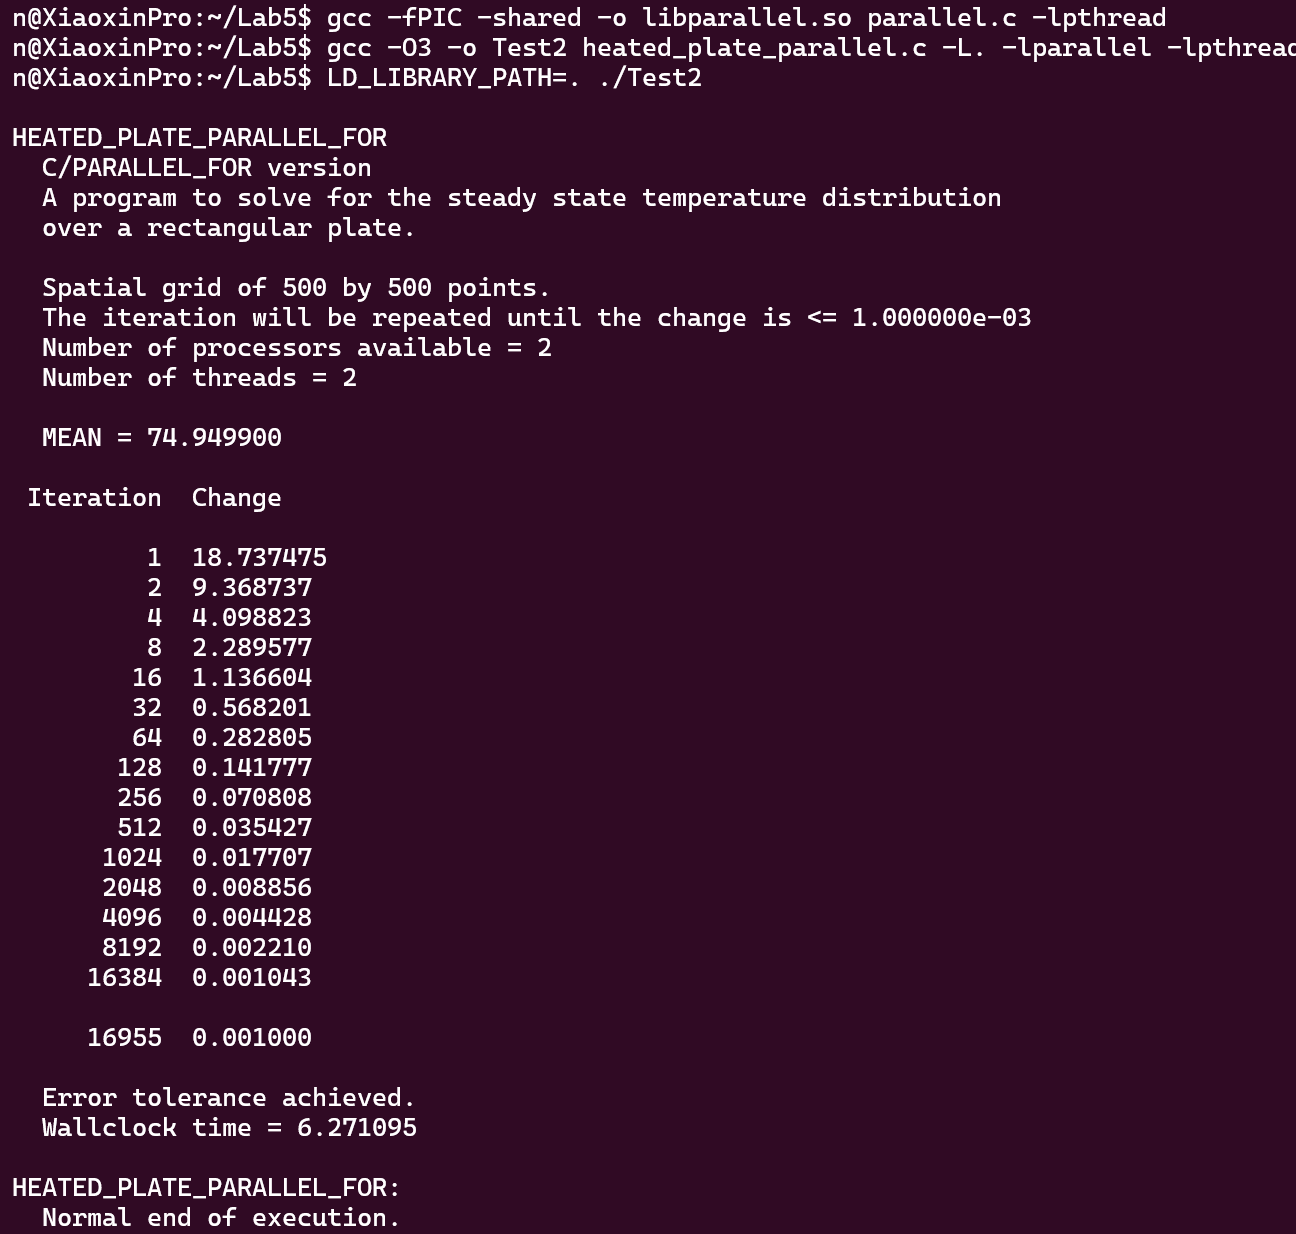 n@XiaoxinPro:~/Lab5$ gcc -fPIC -shared -o libparallel.so parallel.c -lpthread
n@XiaoxinPro:~/Lab5$ gcc -O3 -o Test2 heated_plate_parallel.c -L. -lparallel -lpthread
n@XiaoxinPro:~/Lab5$ LD_LIBRARY_PATH=. ./Test2
HEATED_PLATE_PARALLEL_FOR
C/PARALLEL_FOR version
A program to solve for the steady state temperature distribution
over a rectangular plate.
Spatial grid of 500 by 500 points.
The iteration will be repeated until the change is <= 1.000000e-03
Number of processors available = 2
Number of threads = 2
MEAN = 74.949900
Iteration  Change
1  18.737475
2  9.368737
4  4.098823
8  2.289577
16  1.136604
32  0.568201
64  0.282805
128  0.141777
256  0.070808
512  0.035427
1024  0.017707
2048  0.008856
4096  0.004428
8192  0.002210
16384  0.001043
16955  0.001000
Error tolerance achieved.
Wallclock time = 6.271095
HEATED_PLATE_PARALLEL_FOR:
Normal end of execution.